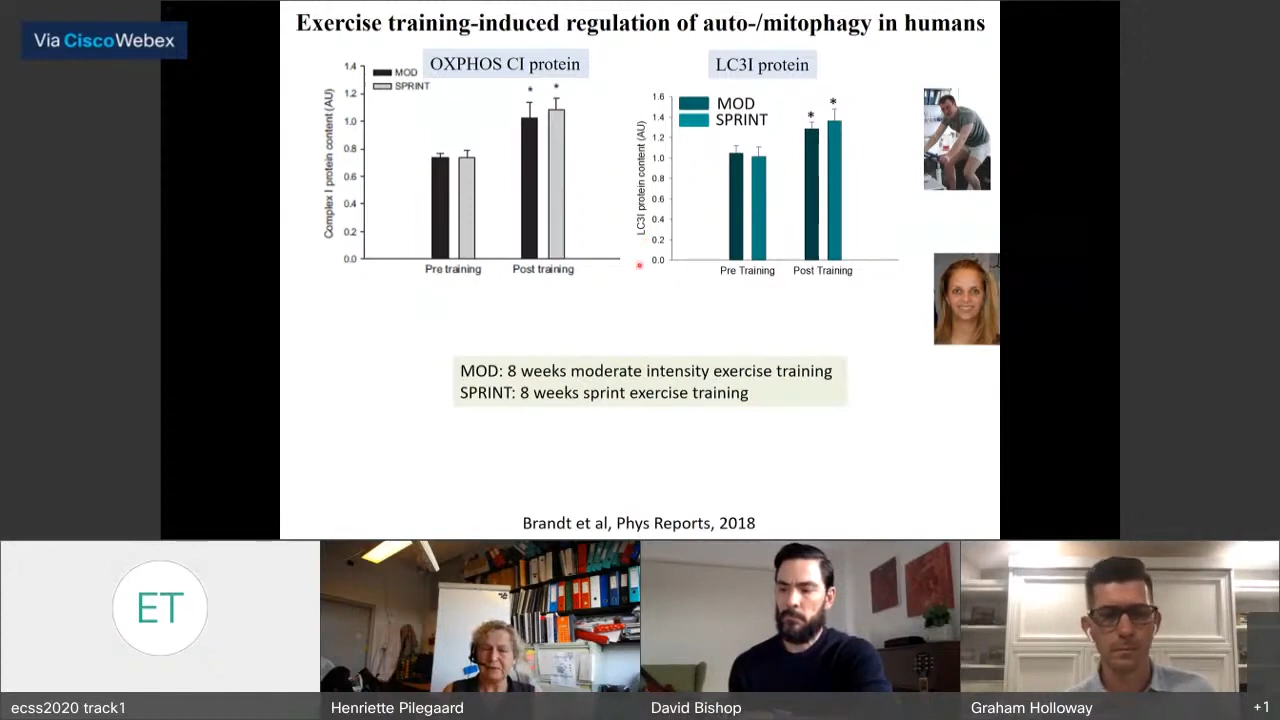 Via CiscoWebex
Exercise training-induced regulation of auto-/mitophagy in humans
OXPHOS CI protein
Complex I protein content (AU)
1.4
1.2
1.0
0.8
0.6
0.4
0.2
0.0
MOD
SPRINT
*
*
Pre training
Post training
LC3I protein
LC3I protein content (AU)
1.6
1.4
1.2
1.0
0.8
0.6
0.4
0.2
0.0
MOD
SPRINT
*
*
Pre Training
Post Training
MOD: 8 weeks moderate intensity exercise training
SPRINT: 8 weeks sprint exercise training
Brandt et al, Phys Reports, 2018
ET
ecss2020 track1
Henriette Pilegaard
David Bishop
Graham Holloway
+1